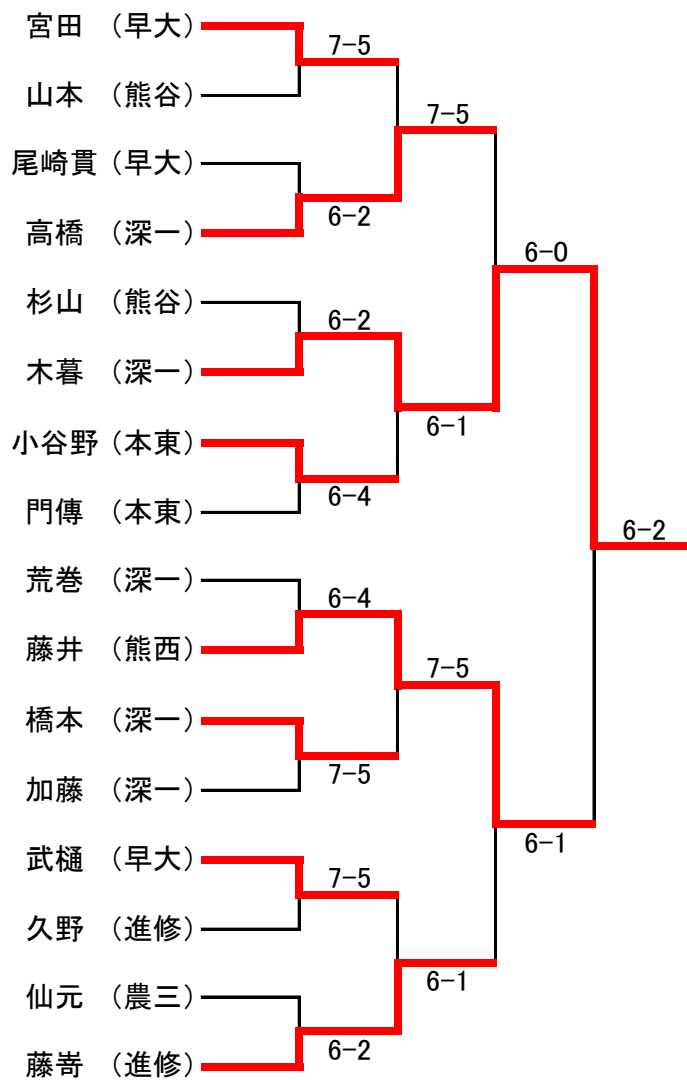 宮田 （早大）
7-5
山本 （熊谷）
7-5
尾崎貫 （早大）
6-2
高橋 （深一）
6-0
杉山 （熊谷）
6-2
木暮 （深一）
6-1
小谷野 （本東）
6-4
門傳 （本東）
6-2
荒巻 （深一）
6-4
藤井 （熊西）
7-5
橋本 （深一）
7-5
加藤 （深一）
6-1
武樋 （早大）
7-5
久野 （進修）
6-1
仙元 （農三）
6-2
藤嵜 （進修）